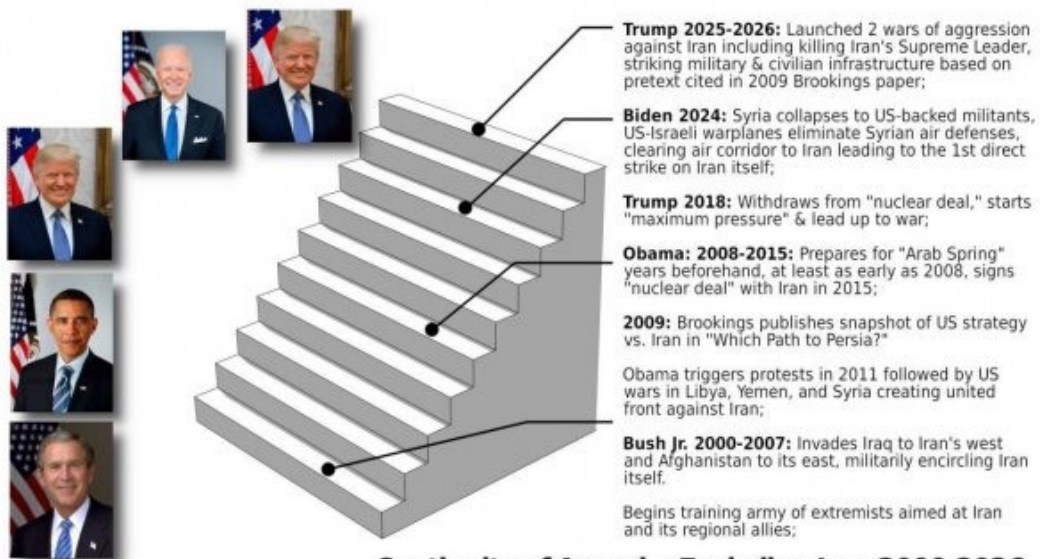 Trump 2025-2026: Launched 2 wars of aggression
against Iran including killing Iran's Supreme Leader,
striking military & civilian infrastructure based on
pretext cited in 2009 Brookings paper;
Biden 2024: Syria collapses to US-backed militants,
US-Israeli warplanes eliminate Syrian air defenses,
clearing air corridor to Iran leading to the 1st direct
strike on Iran itself;
Trump 2018: Withdraws from "nuclear deal," starts
"maximum pressure" & lead up to war;
Obama: 2008-2015: Prepares for "Arab Spring"
years beforehand, at least as early as 2008, signs
"nuclear deal" with Iran in 2015;
2009: Brookings publishes snapshot of US strategy
vs. Iran in "Which Path to Persia?"
Obama triggers protests in 2011 followed by US
wars in Libya, Yemen, and Syria creating united
front against Iran;
Bush Jr. 2000-2007: Invades Iraq to Iran's west
and Afghanistan to its east, militarily encircling Iran
itself.
Begins training army of extremists aimed at Iran
and its regional allies;